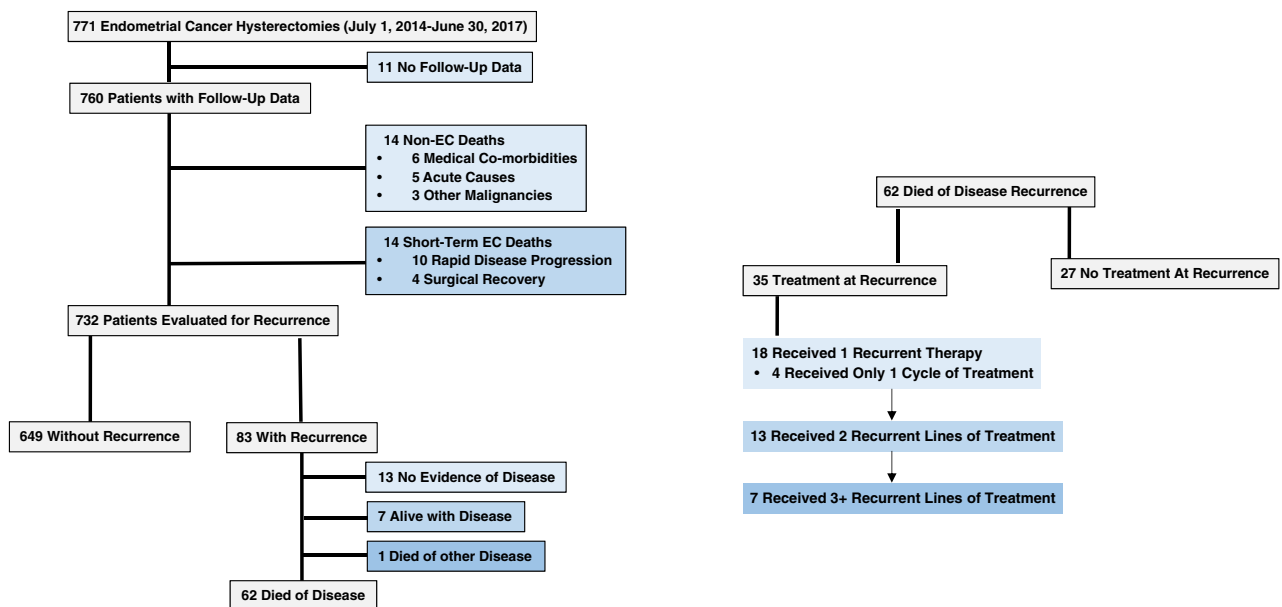 771 Endometrial Cancer Hysterectomies (July 1, 2014-June 30, 2017)
11 No Follow-Up Data
760 Patients with Follow-Up Data
14 Non-EC Deaths
• 6 Medical Co-morbidities
• 5 Acute Causes
• 3 Other Malignancies
14 Short-Term EC Deaths
• 10 Rapid Disease Progression
• 4 Surgical Recovery
732 Patients Evaluated for Recurrence
649 Without Recurrence
83 With Recurrence
13 No Evidence of Disease
7 Alive with Disease
1 Died of other Disease
62 Died of Disease
62 Died of Disease Recurrence
35 Treatment at Recurrence
27 No Treatment At Recurrence
18 Received 1 Recurrent Therapy
• 4 Received Only 1 Cycle of Treatment
13 Received 2 Recurrent Lines of Treatment
7 Received 3+ Recurrent Lines of Treatment